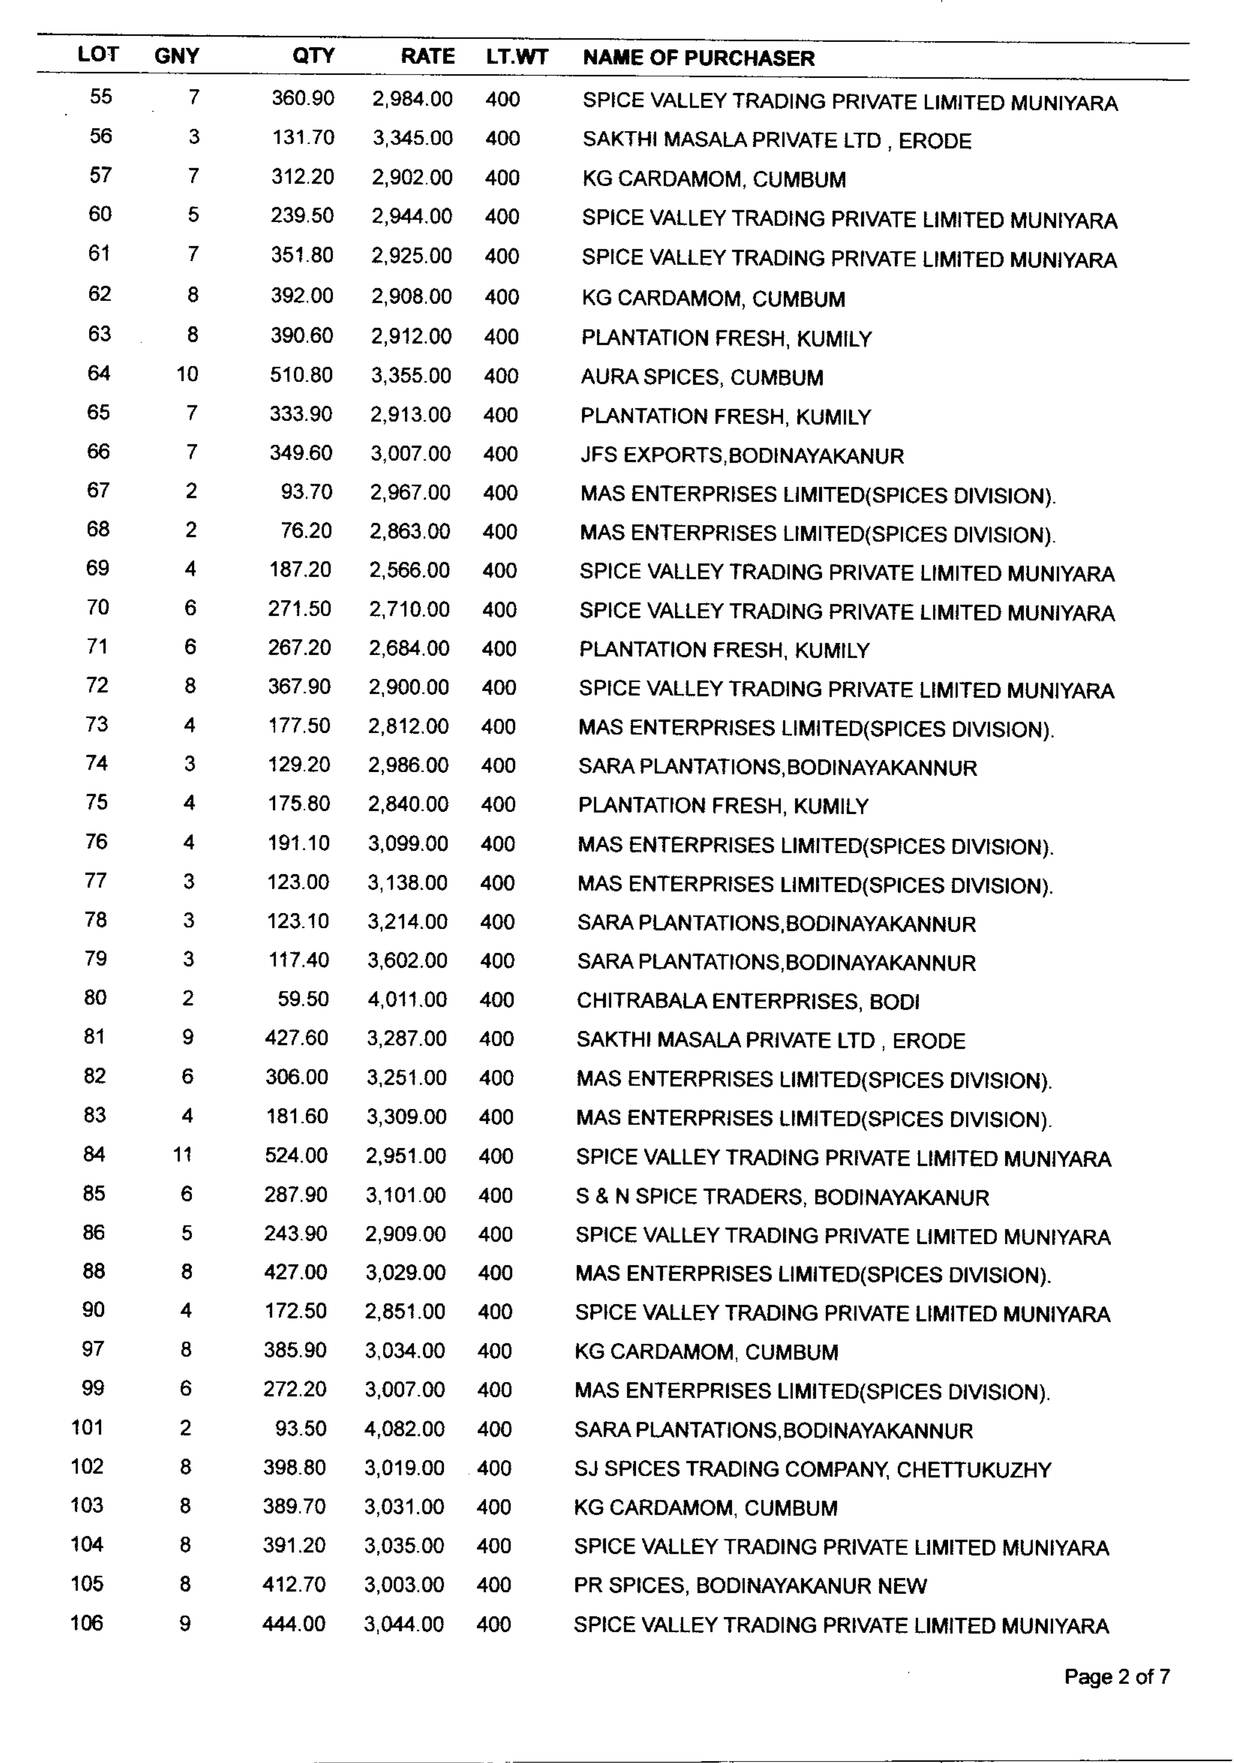 LOT GNY QTY RATE LT.WT NAME OF PURCHASER
55 7 360.90 2,984.00 400 SPICE VALLEY TRADING PRIVATE LIMITED MUNIYARA
56 3 131.70 3,345.00 400 SAKTHI MASALA PRIVATE LTD , ERODE
57 7 312.20 2,902.00 400 KG CARDAMOM, CUMBUM
60 5 239.50 2,944.00 400 SPICE VALLEY TRADING PRIVATE LIMITED MUNIYARA
61 7 351.80 2,925.00 400 SPICE VALLEY TRADING PRIVATE LIMITED MUNIYARA
62 8 392.00 2,908.00 400 KG CARDAMOM, CUMBUM
63 8 390.60 2,912.00 400 PLANTATION FRESH, KUMILY
64 10 510.80 3,355.00 400 AURA SPICES, CUMBUM
65 7 333.90 2,913.00 400 PLANTATION FRESH, KUMILY
66 7 349.60 3,007.00 400 JFS EXPORTS,BODINAYAKANUR
67 2 93.70 2,967.00 400 MAS ENTERPRISES LIMITED(SPICES DIVISION).
68 2 76.20 2,863.00 400 MAS ENTERPRISES LIMITED(SPICES DIVISION).
69 4 187.20 2,566.00 400 SPICE VALLEY TRADING PRIVATE LIMITED MUNIYARA
70 6 271.50 2,710.00 400 SPICE VALLEY TRADING PRIVATE LIMITED MUNIYARA
71 6 267.20 2,684.00 400 PLANTATION FRESH, KUMILY
72 8 367.90 2,900.00 400 SPICE VALLEY TRADING PRIVATE LIMITED MUNIYARA
73 4 177.50 2,812.00 400 MAS ENTERPRISES LIMITED(SPICES DIVISION).
74 3 129.20 2,986.00 400 SARA PLANTATIONS,BODINAYAKANNUR
75 4 175.80 2,840.00 400 PLANTATION FRESH, KUMILY
76 4 191.10 3,099.00 400 MAS ENTERPRISES LIMITED(SPICES DIVISION).
77 3 123.00 3,138.00 400 MAS ENTERPRISES LIMITED(SPICES DIVISION).
78 3 123.10 3,214.00 400 SARA PLANTATIONS,BODINAYAKANNUR
79 3 117.40 3,602.00 400 SARA PLANTATIONS,BODINAYAKANNUR
80 2 59.50 4,011.00 400 CHITRABALA ENTERPRISES, BODI
81 9 427.60 3,287.00 400 SAKTHI MASALA PRIVATE LTD , ERODE
82 6 306.00 3,251.00 400 MAS ENTERPRISES LIMITED(SPICES DIVISION).
83 4 181.60 3,309.00 400 MAS ENTERPRISES LIMITED(SPICES DIVISION).
84 11 524.00 2,951.00 400 SPICE VALLEY TRADING PRIVATE LIMITED MUNIYARA
85 6 287.90 3,101.00 400 S & N SPICE TRADERS, BODINAYAKANUR
86 5 243.90 2,909.00 400 SPICE VALLEY TRADING PRIVATE LIMITED MUNIYARA
88 8 427.00 3,029.00 400 MAS ENTERPRISES LIMITED(SPICES DIVISION).
90 4 172.50 2,851.00 400 SPICE VALLEY TRADING PRIVATE LIMITED MUNIYARA
97 8 385.90 3,034.00 400 KG CARDAMOM, CUMBUM
99 6 272.20 3,007.00 400 MAS ENTERPRISES LIMITED(SPICES DIVISION).
101 2 93.50 4,082.00 400 SARA PLANTATIONS,BODINAYAKANNUR
102 8 398.80 3,019.00 400 SJ SPICES TRADING COMPANY, CHETTUKUZHY
103 8 389.70 3,031.00 400 KG CARDAMOM, CUMBUM
104 8 391.20 3,035.00 400 SPICE VALLEY TRADING PRIVATE LIMITED MUNIYARA
105 8 412.70 3,003.00 400 PR SPICES, BODINAYAKANUR NEW
106 9 444.00 3,044.00 400 SPICE VALLEY TRADING PRIVATE LIMITED MUNIYARA
Page 2 of 7